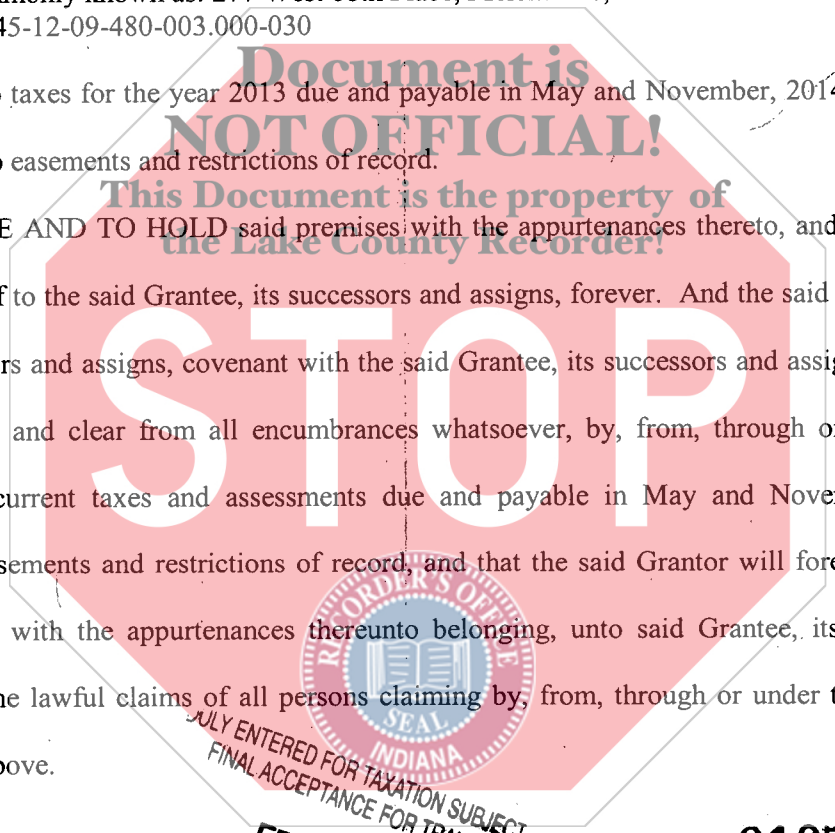 45-12-09-480-003.000-030
Document is
taxes for the year 2013 due and payable in May and November, 2014
NOT OFFICIAL!
easements and restrictions of record.
This Document is the property of
E AND TO HOLD said premises with the appurtenances thereto, and
the Lake County Recorder!
f to the said Grantee, its successors and assigns, forever. And the said
STOP
rs and assigns, covenant with the said Grantee, its successors and assig
and clear from all encumbrances whatsoever, by, from, through or
current taxes and assessments due and payable in May and Nove
sements and restrictions of record, and that the said Grantor will fore
RECORDER'S OFFICE
with the appurtenances thereunto belonging, unto said Grantee, its
he lawful claims of all persons claiming by, from, through or under t
SEAL
INDIANA
ove.
ULY ENTERED FOR TAXATION SUBJECT
FINAL ACCEPTANCE FOR